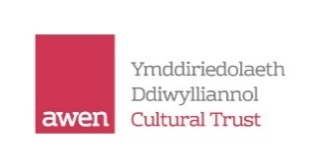 awen
Ymddiriedolaeth
Ddiwylliannol
Cultural Trust